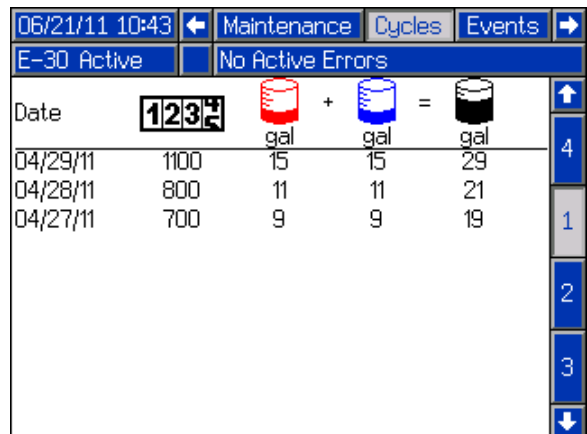 06/21/11 10:43 Maintenance Cycles Events
E-30 Active No Active Errors
Date 1234 + =
gal gal gal
04/29/11 1100 15 15 29
04/28/11 800 11 11 21
04/27/11 700 9 9 19
4
1
2
3